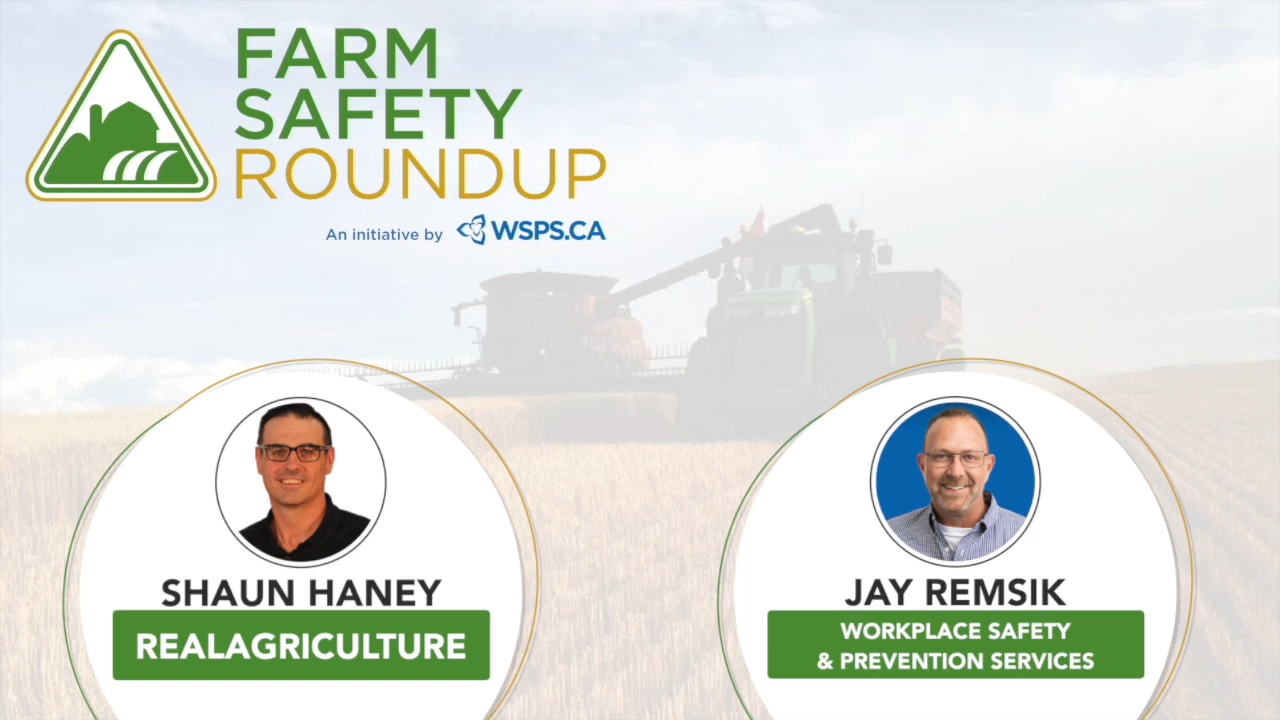 FARM
SAFETY
ROUNDUP
An initiative by WSPS.CA
SHAUN HANEY
REALAGRICULTURE
JAY REMSIK
WORKPLACE SAFETY
& PREVENTION SERVICES